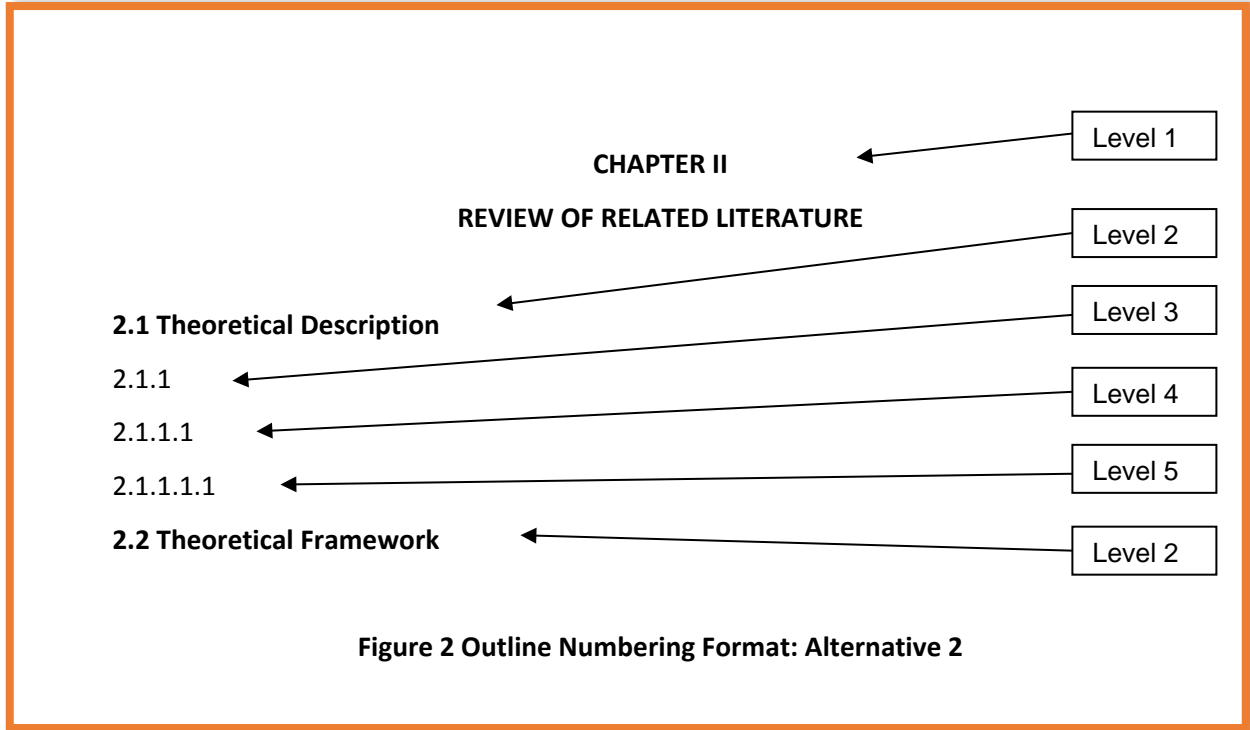 Level 1
CHAPTER II
REVIEW OF RELATED LITERATURE
Level 2
2.1 Theoretical Description
Level 3
2.1.1
Level 4
2.1.1.1
Level 5
2.1.1.1.1
2.2 Theoretical Framework
Level 2
Figure 2 Outline Numbering Format: Alternative 2